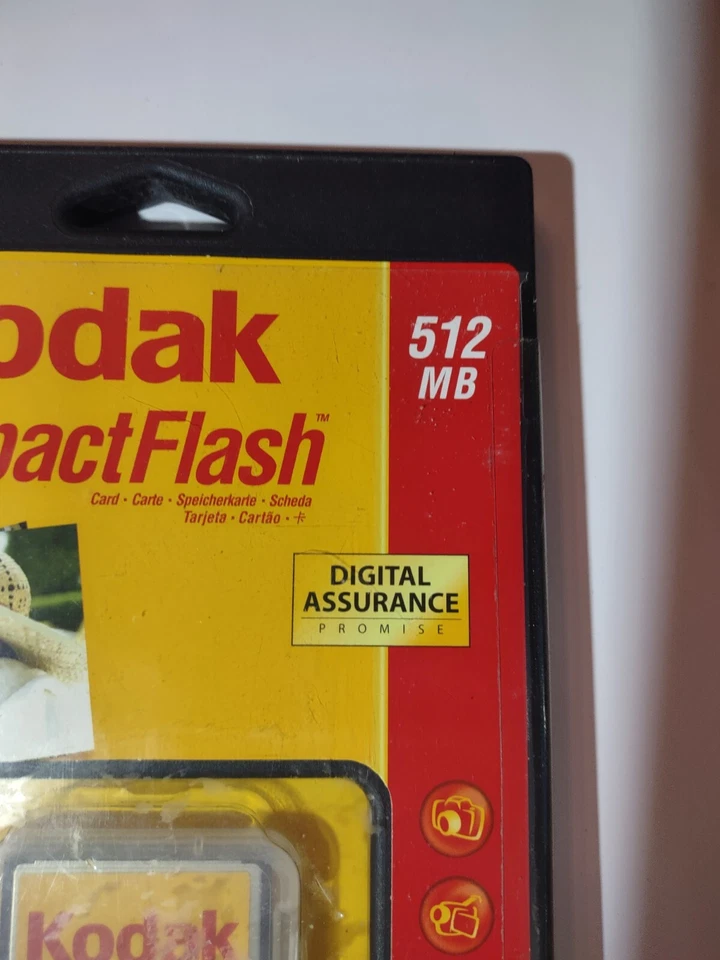 odak
512
MB
pactFlash™
Card · Carte · Speicherkarte · Scheda
Tarjeta · Cartão · 卡
DIGITAL
ASSURANCE
PROMISE
Kodak